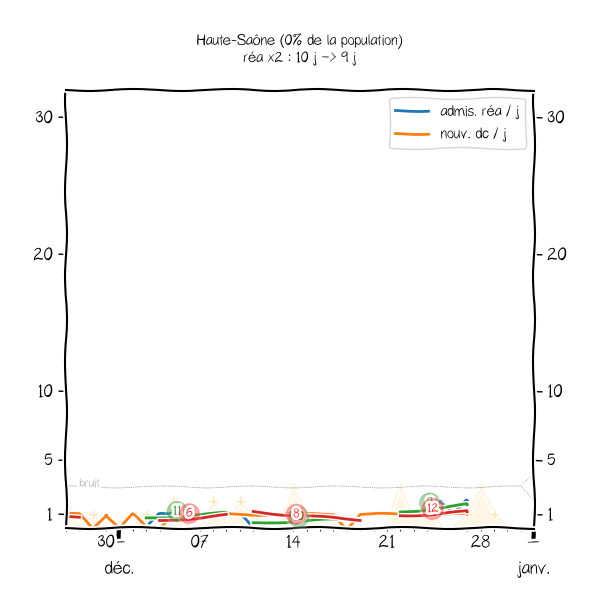 Haute-Saône (0% de la population)
réa x2 : 10 j -> 9 j
admis. réa / j
nouv. dc / j
30 30
20 20
10 10
5 5
bruit
11 6 8 12
1 1
30 07 14 21 28
déc. janv.